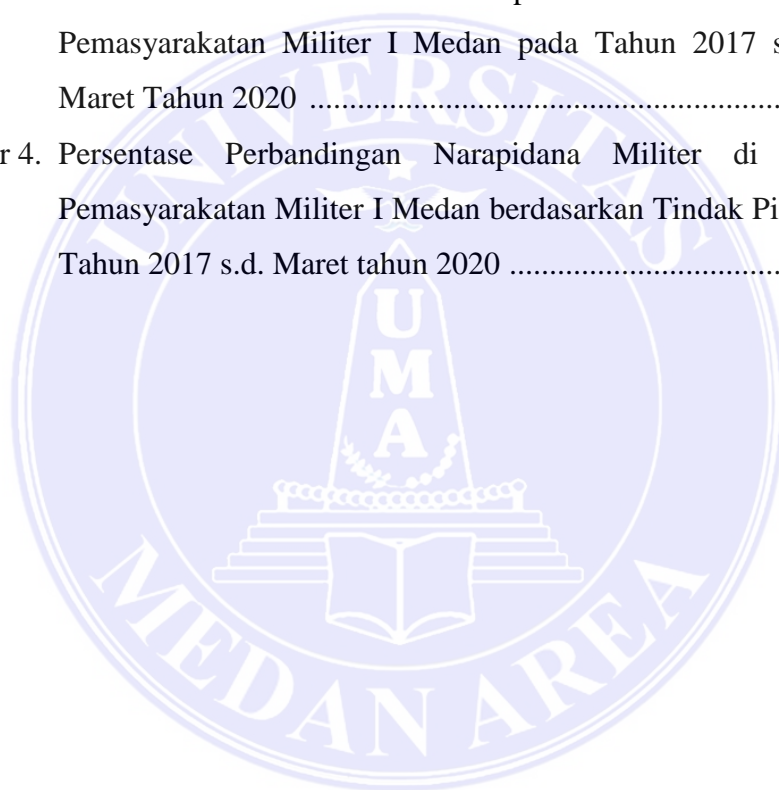 Pemasyarakatan Militer I Medan pada Tahun 2017
Maret Tahun 2020 ........................................................
r 4. Persentase Perbandingan Narapidana Militer di
Pemasyarakatan Militer I Medan berdasarkan Tindak Pi
Tahun 2017 s.d. Maret tahun 2020 ..................................
UNIVERSITAS
U
M
A
MEDAN AREA